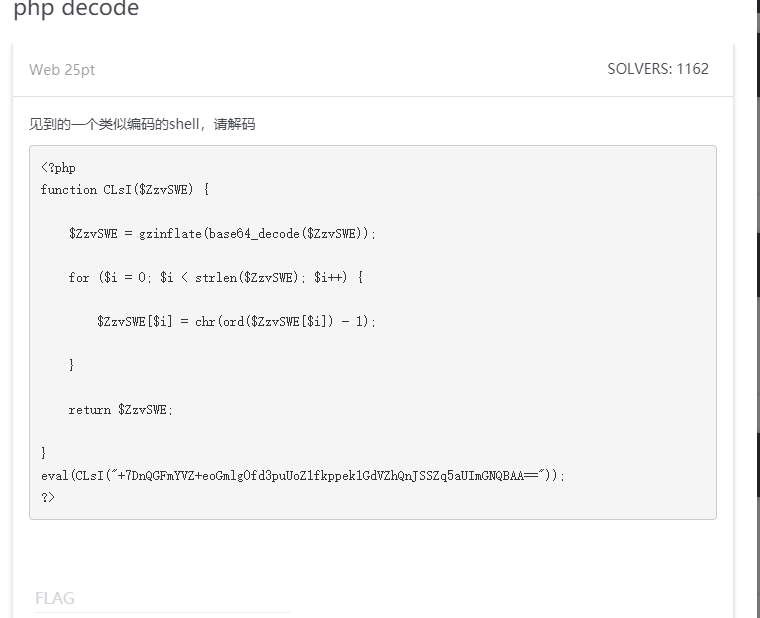 php decode
Web 25pt
SOLVERS: 1162
见到的一个类似编码的shell，请解码
<?php
function CLsI($ZzvSWE) {
$ZzvSWE = gzinflate(base64_decode($ZzvSWE));
for ($i = 0; $i < strlen($ZzvSWE); $i++) {
$ZzvSWE[$i] = chr(ord($ZzvSWE[$i]) - 1);
}
return $ZzvSWE;
}
eval(CLsI("+7DnQGFmYVZ+eoGmlg0fd3puUoZ1fkppek1GdVZhQnJSSZq5aUImGNQBAA=="));
?>
FLAG